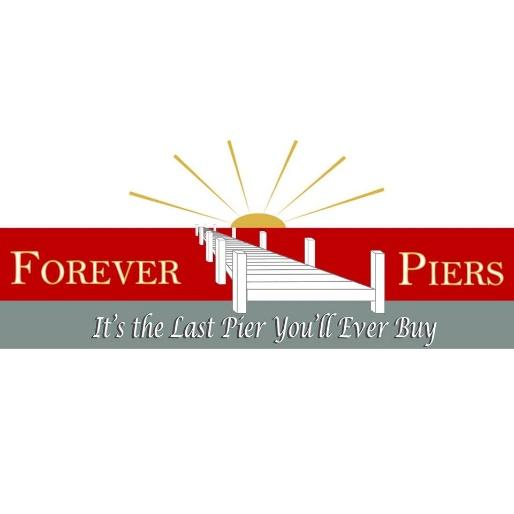 FOREVER PIERS
It's the Last Pier You'll Ever Buy